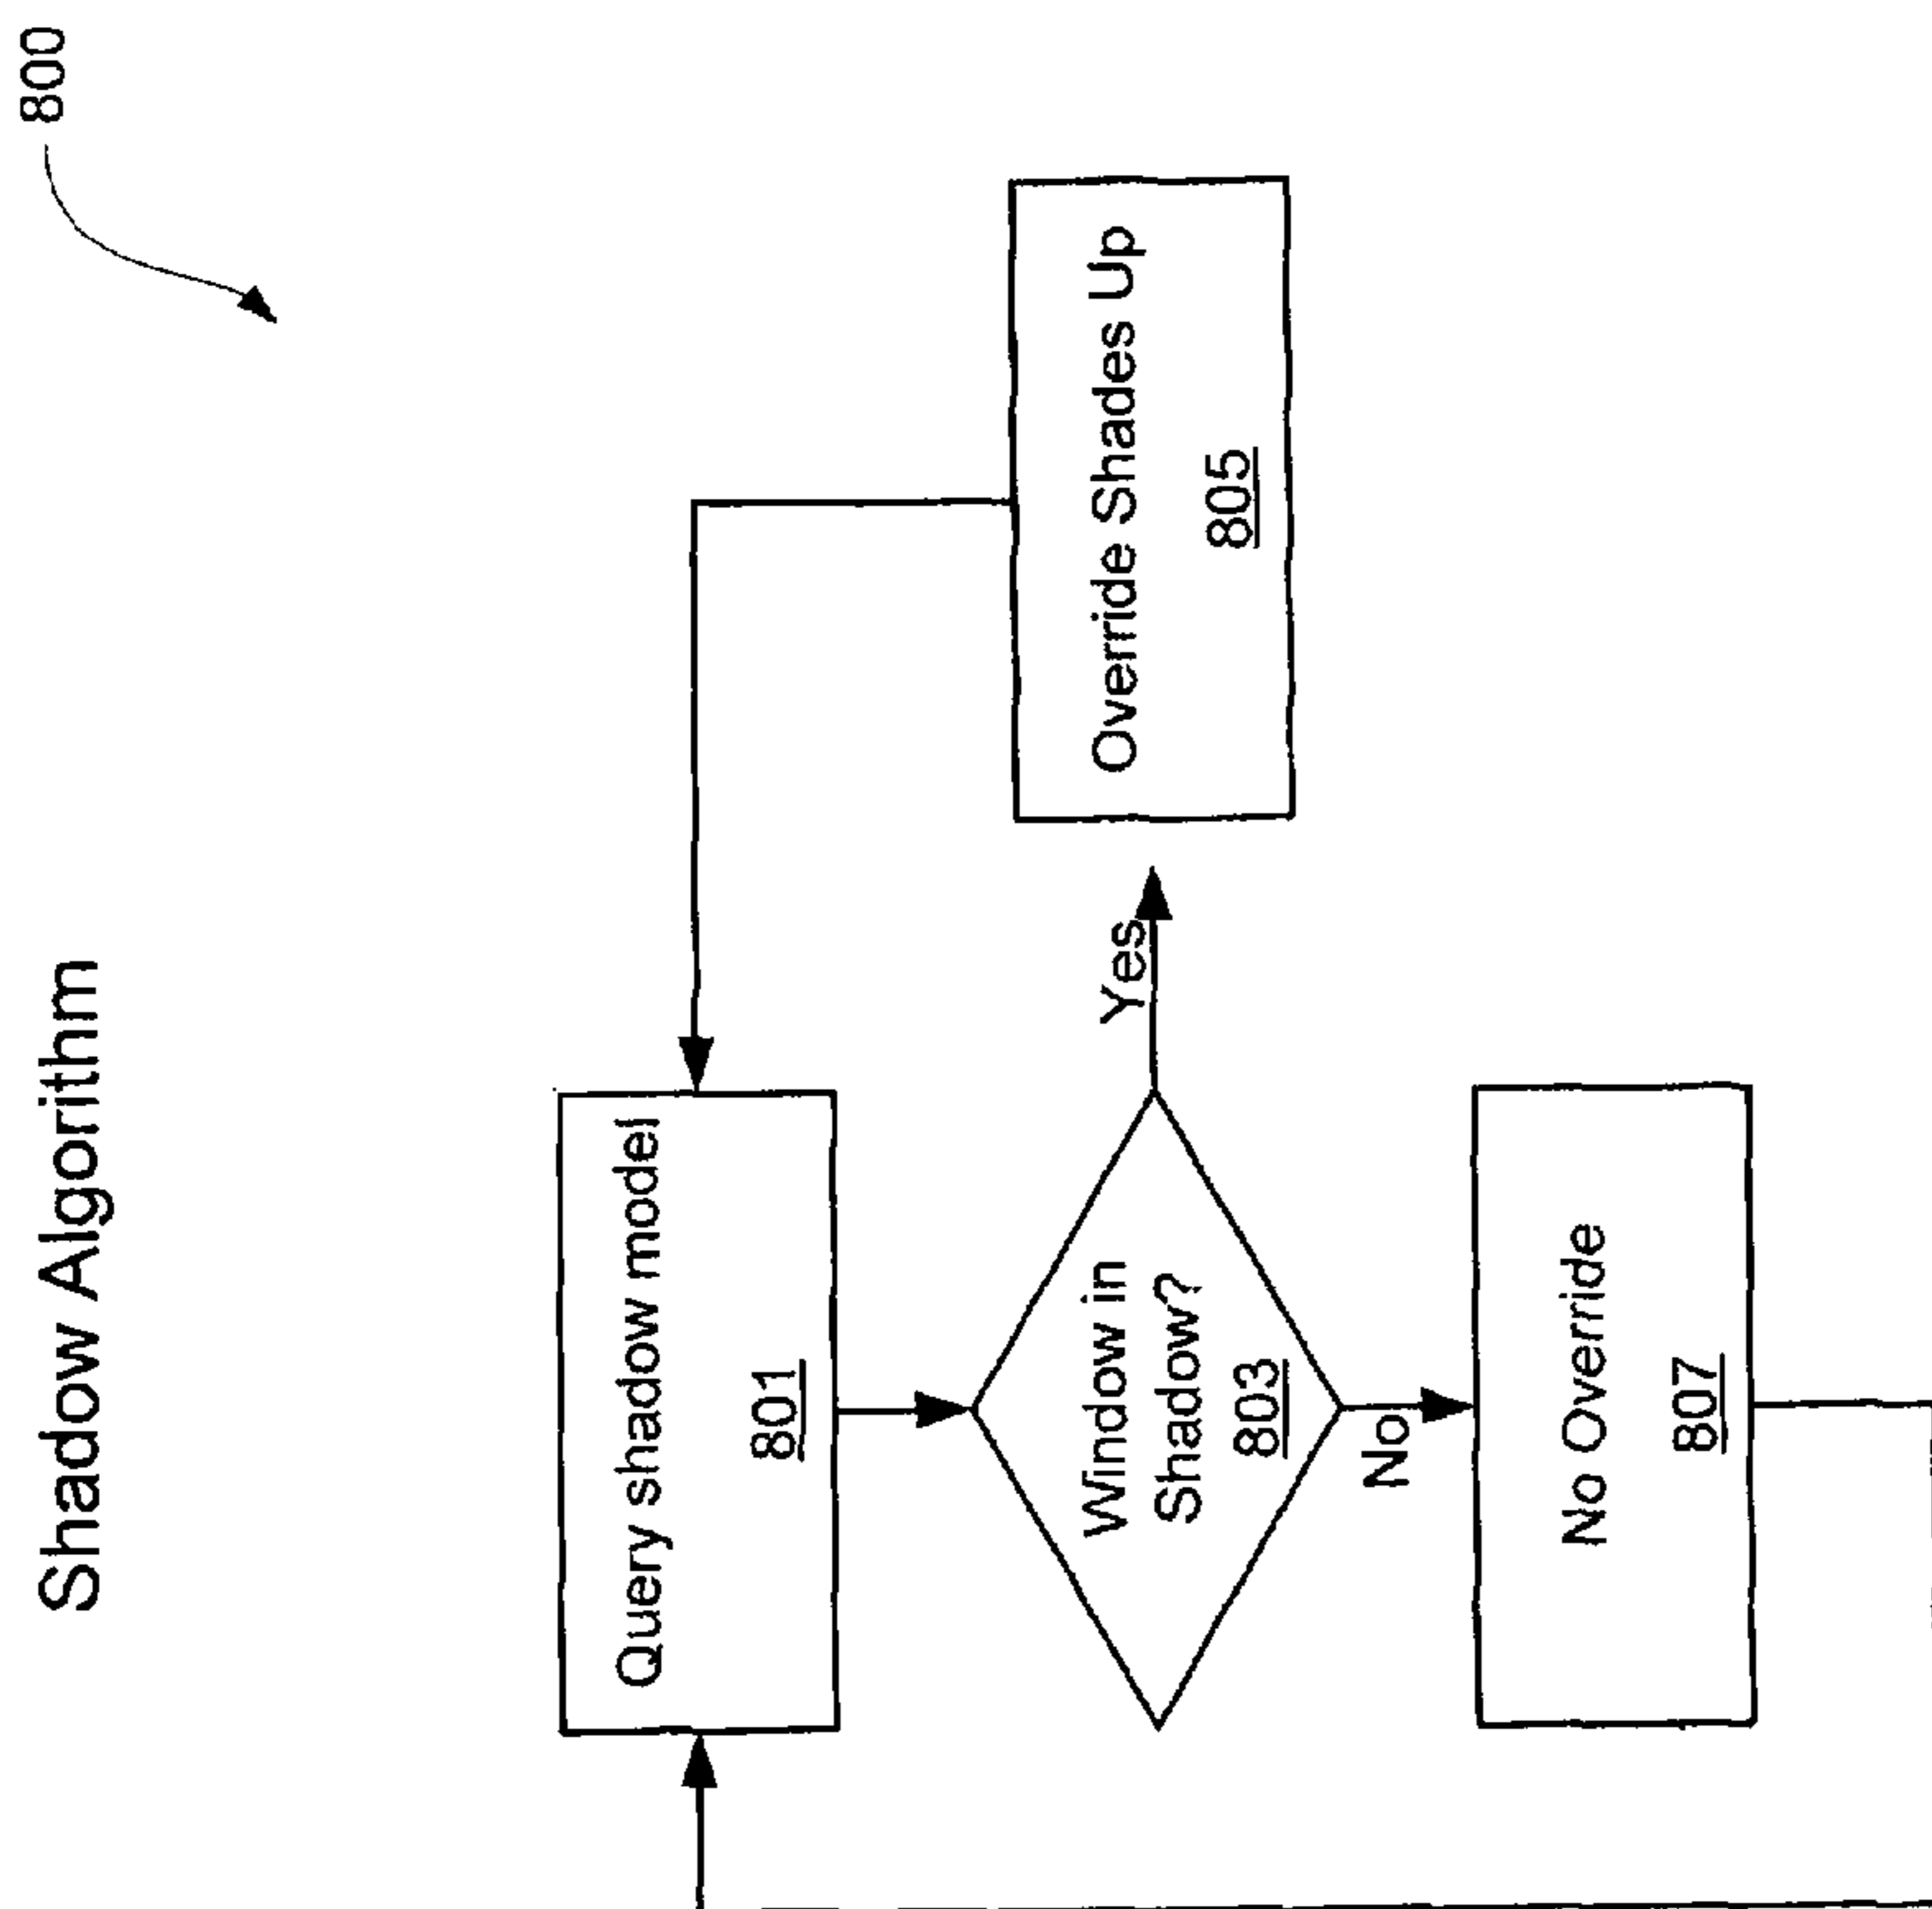 Shadow Algorithm
800
Query shadow model
801
Window in
Shadow?
803
Yes
Override Shades Up
805
No
No Override
807